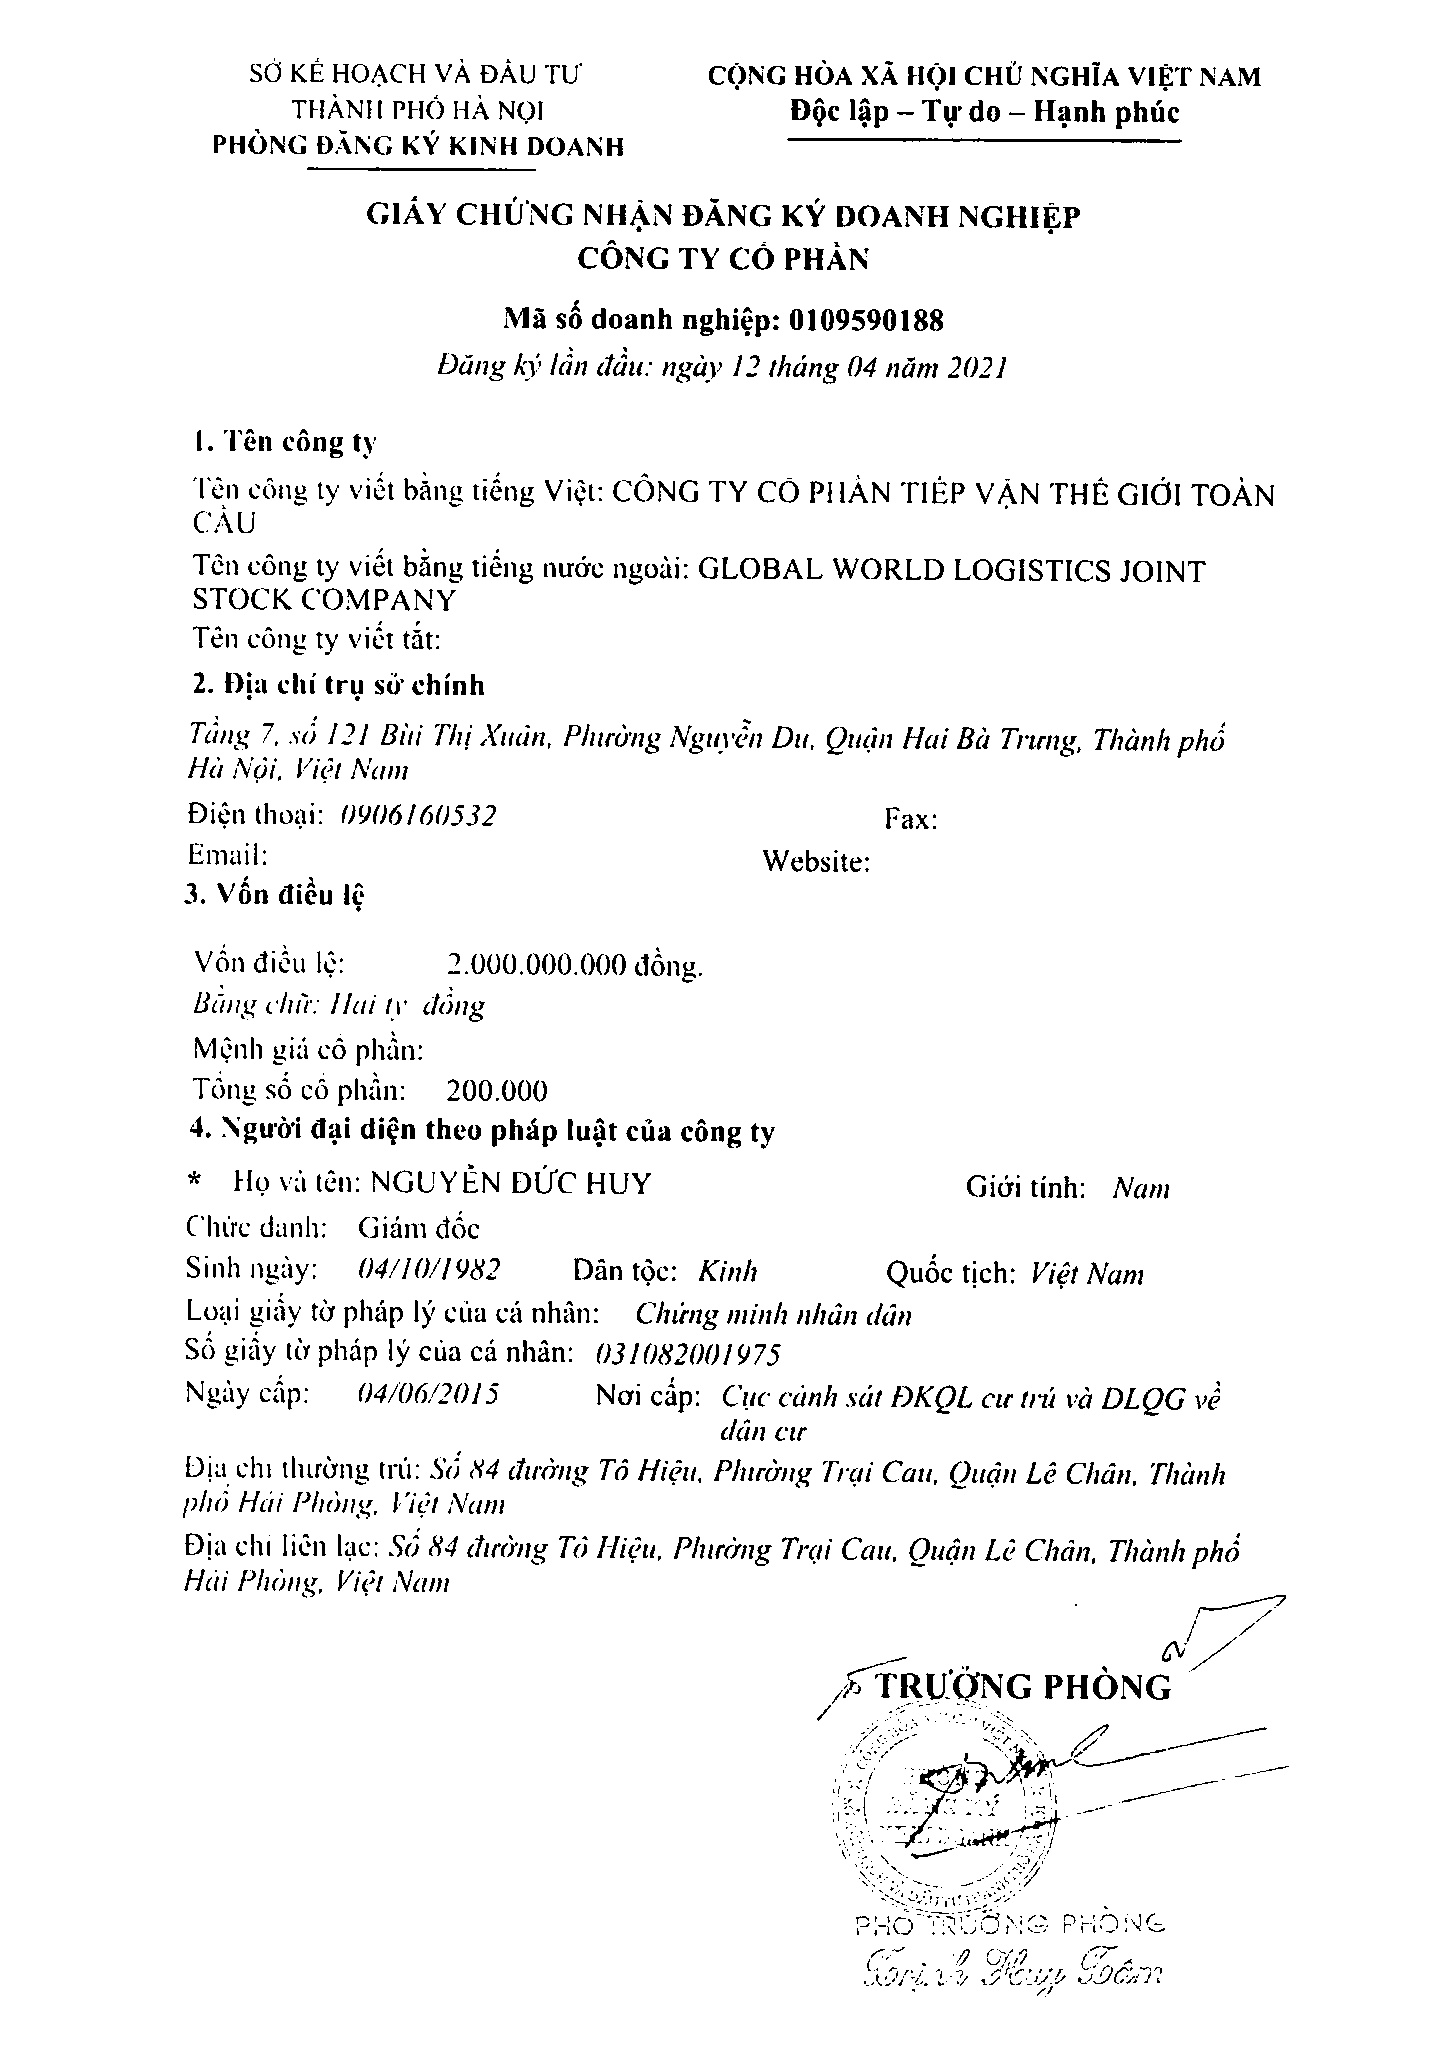 SỞ KẾ HOẠCH VÀ ĐẦU TƯ
THÀNH PHỐ HÀ NỘI
PHÒNG ĐĂNG KÝ KINH DOANH
CỘNG HÒA XÃ HỘI CHỦ NGHĨA VIỆT NAM
Độc lập – Tự do – Hạnh phúc
GIẤY CHỨNG NHẬN ĐĂNG KÝ DOANH NGHIỆP
CÔNG TY CỔ PHẦN
Mã số doanh nghiệp: 0109590188
Đăng ký lần đầu: ngày 12 tháng 04 năm 2021
1. Tên công ty
Tên công ty viết bằng tiếng Việt: CÔNG TY CỔ PHẦN TIẾP VẬN THẾ GIỚI TOÀN
CẦU
Tên công ty viết bằng tiếng nước ngoài: GLOBAL WORLD LOGISTICS JOINT
STOCK COMPANY
Tên công ty viết tắt:
2. Địa chỉ trụ sở chính
Tầng 7, số 121 Bùi Thị Xuân, Phường Nguyễn Du, Quận Hai Bà Trưng, Thành phố
Hà Nội, Việt Nam
Điện thoại: 0906160532 Fax:
Email: Website:
3. Vốn điều lệ
Vốn điều lệ: 2.000.000.000 đồng.
Bằng chữ: Hai tỷ đồng
Mệnh giá cổ phần:
Tổng số cổ phần: 200.000
4. Người đại diện theo pháp luật của công ty
* Họ và tên: NGUYỄN ĐỨC HUY Giới tính: Nam
Chức danh: Giám đốc
Sinh ngày: 04/10/1982 Dân tộc: Kinh Quốc tịch: Việt Nam
Loại giấy tờ pháp lý của cá nhân: Chứng minh nhân dân
Số giấy tờ pháp lý của cá nhân: 031082001975
Ngày cấp: 04/06/2015 Nơi cấp: Cục cảnh sát ĐKQL cư trú và DLQG về
dân cư
Địa chỉ thường trú: Số 84 đường Tô Hiệu, Phường Trại Cau, Quận Lê Chân, Thành
phố Hải Phòng, Việt Nam
Địa chỉ liên lạc: Số 84 đường Tô Hiệu, Phường Trại Cau, Quận Lê Chân, Thành phố
Hải Phòng, Việt Nam
TRƯỞNG PHÒNG
PHÒNG
ĐĂNG KÝ
KINH DOANH
PHÓ TRƯỞNG PHÒNG
Trịnh Huy Tâm